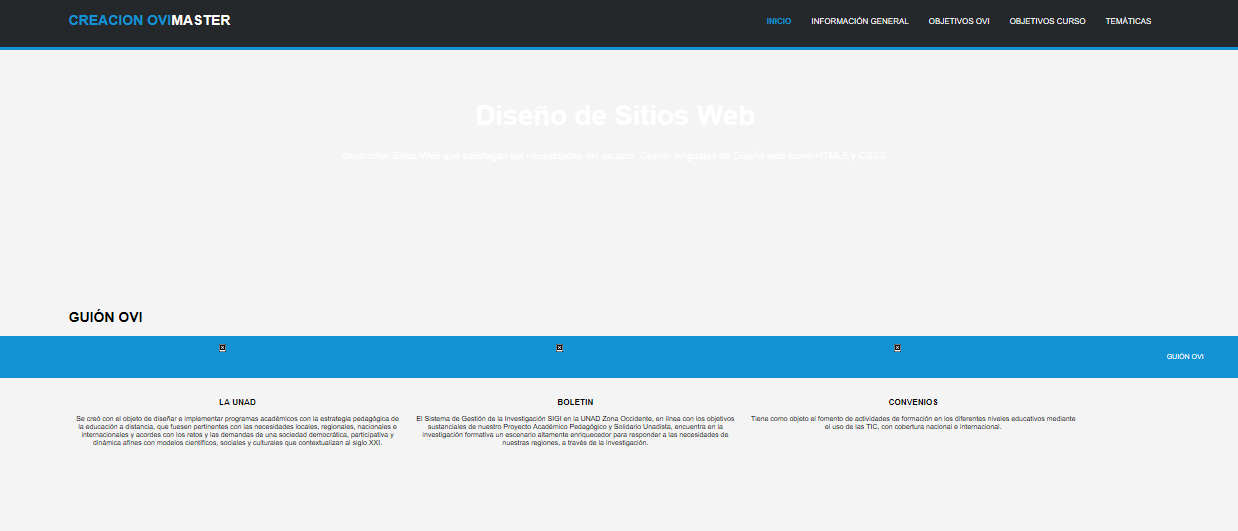 CREACION OVIMASTER
INICIO INFORMACIÓN GENERAL OBJETIVOS OVI OBJETIVOS CURSO TEMÁTICAS
Diseño de Sitios Web
desarrollar Sitios Web que satisfagan las necesidades del usuario. Operar lenguajes de Diseño web como HTML5 y CSS3.
GUIÓN OVI
GUIÓN OVI
LA UNAD
Se creó con el objeto de diseñar e implementar programas académicos con la estrategia pedagógica de
la educación a distancia, que fuesen pertinentes con las necesidades locales, regionales, nacionales e
internacionales y acordes con los retos y las demandas de una sociedad democrática, participativa y
dinámica afines con modelos científicos, sociales y culturales que contextualizan al siglo XXI.
BOLETIN
El Sistema de Gestión de la Investigación SIGI en la UNAD Zona Occidente, en línea con los objetivos
sustanciales de nuestro Proyecto Académico Pedagógico y Solidario Unadista, encuentra en la
investigación formativa un escenario altamente enriquecedor para responder a las necesidades de
nuestras regiones, a través de la investigación.
CONVENIOS
Tiene como objeto el fomento de actividades de formación en los diferentes niveles educativos mediante
el uso de las TIC, con cobertura nacional e internacional.